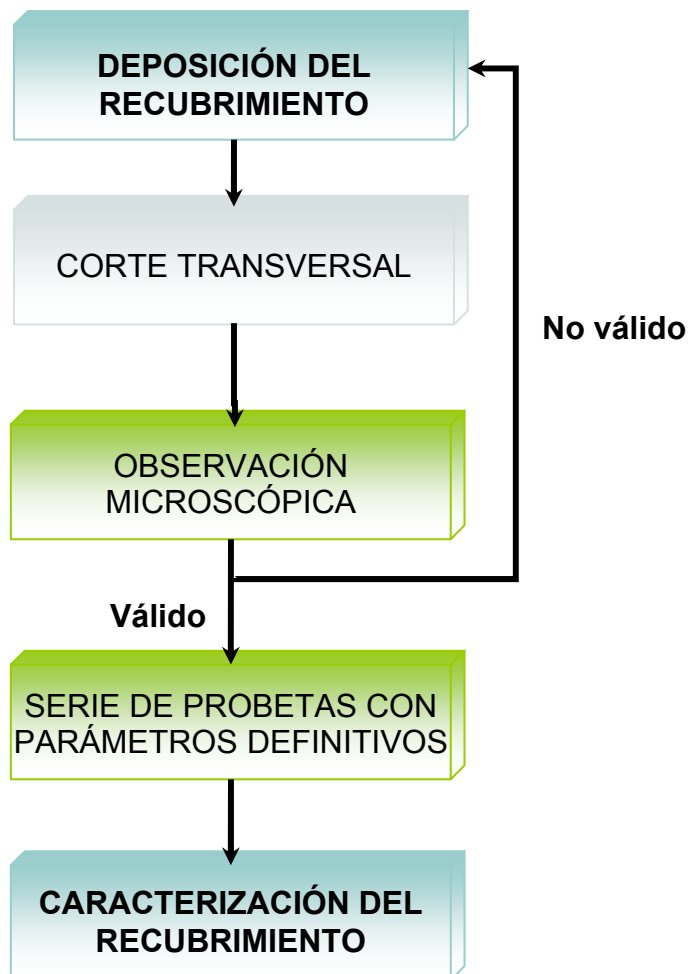 DEPOSICIÓN DEL
RECUBRIMIENTO
CORTE TRANSVERSAL
No válido
OBSERVACIÓN
MICROSCÓPICA
Válido
SERIE DE PROBETAS CON
PARÁMETROS DEFINITIVOS
CARACTERIZACIÓN DEL
RECUBRIMIENTO